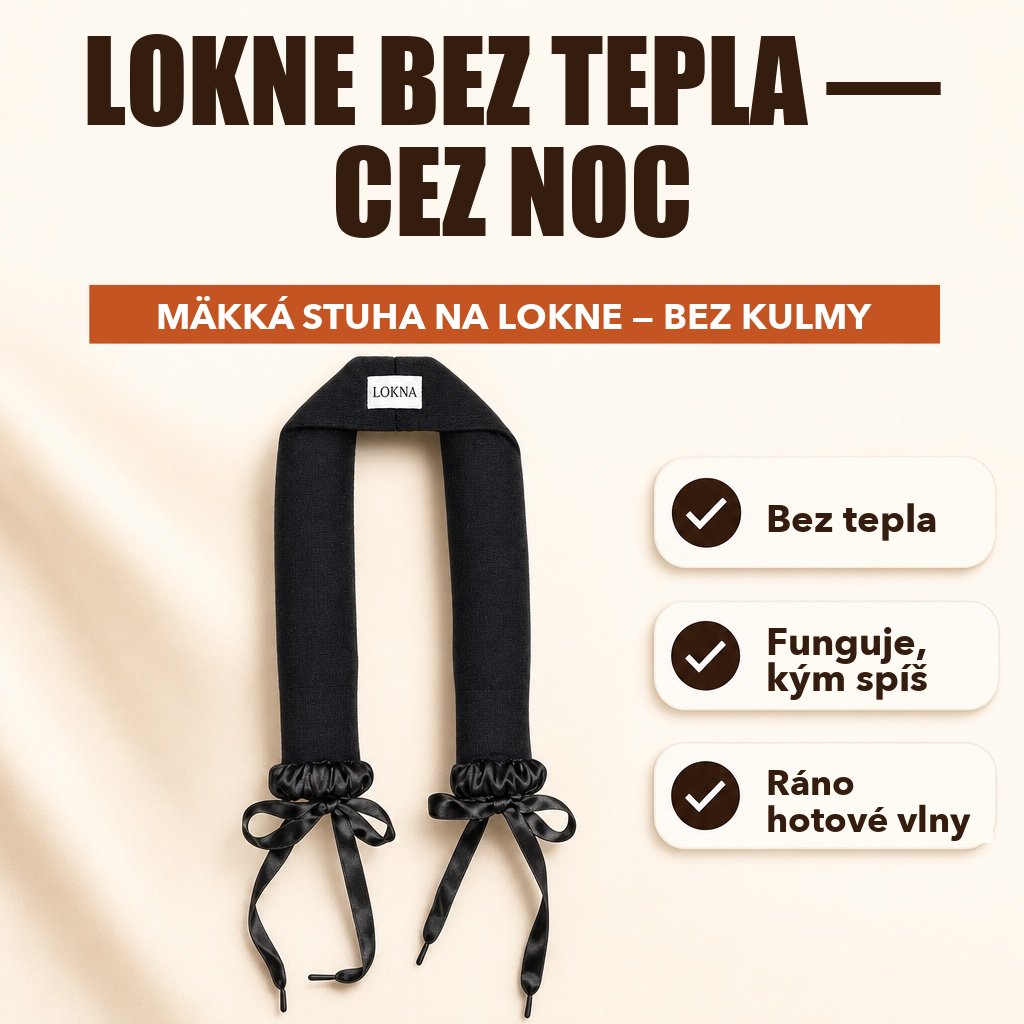 LOKNE BEZ TEPLA —
CEZ NOC
MÄKKÁ STUHA NA LOKNE – BEZ KULMY
LOKNA
Bez tepla
Funguje,
kým spíš
Ráno
hotové vlny